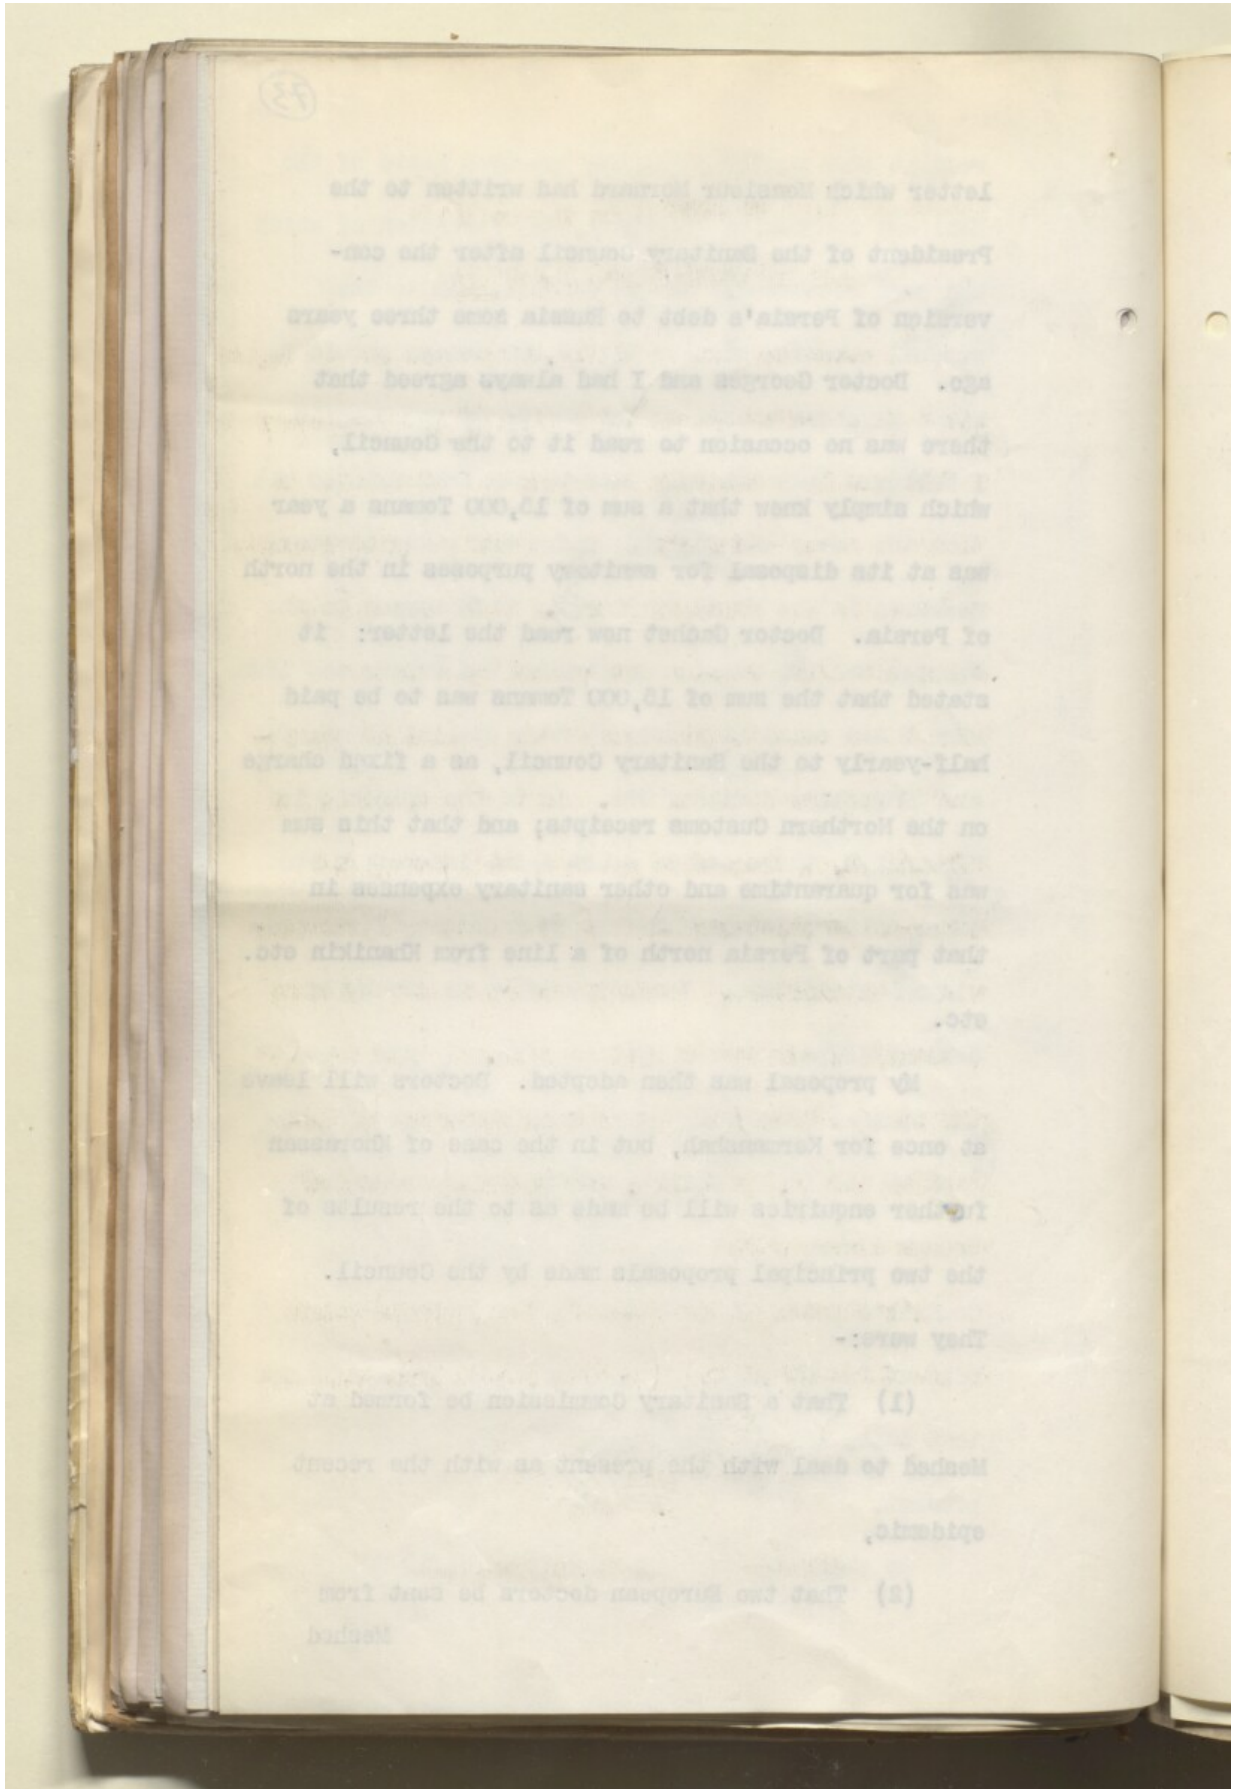 73
letter which Monsieur Mornard had written to the
President of the Sanitary Council after the con-
version of Persia's debt to Russia some three years
ago. Doctor Georges and I had always agreed that
there was no occasion to read it to the Council,
which simply knew that a sum of 15,000 Tomans a year
was at its disposal for sanitary purposes in the north
of Persia. Doctor Gachet now read the letter: it
stated that the sum of 15,000 Tomans was to be paid
half-yearly to the Sanitary Council, as a fixed charge
on the Northern Customs receipts; and that this sum
was for quarantine and other sanitary expenses in
that part of Persia north of a line from Khanikin etc.
etc.
My proposal was then adopted. Doctors will leave
at once for Kermanshah, but in the case of Khorassan
further enquiries will be made as to the results of
the two principal proposals made by the Council.
They were:-
(1) That a Sanitary Commission be formed at
Meshed to deal with the present as with the recent
epidemic,
(2) That two European doctors be sent from
Meshed